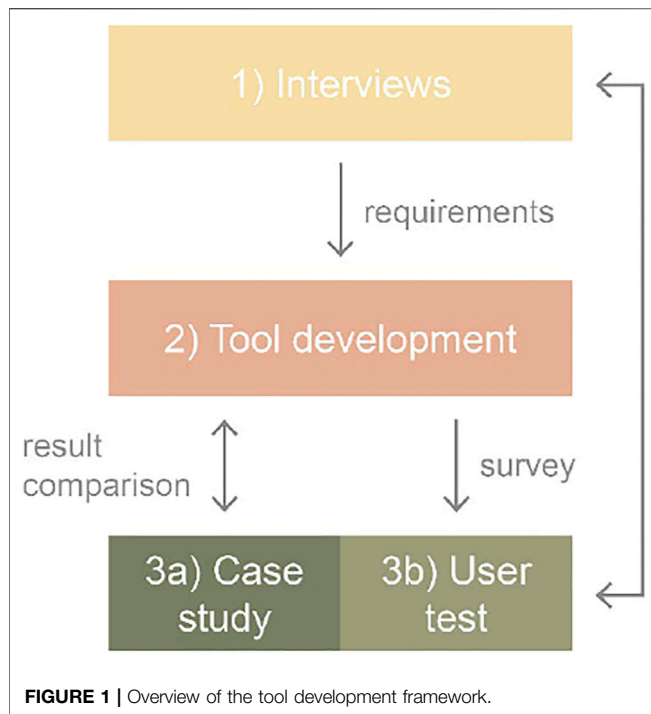 1) Interviews
requirements
2) Tool development
result
comparison
survey
3a) Case
study
3b) User
test
FIGURE 1 | Overview of the tool development framework.